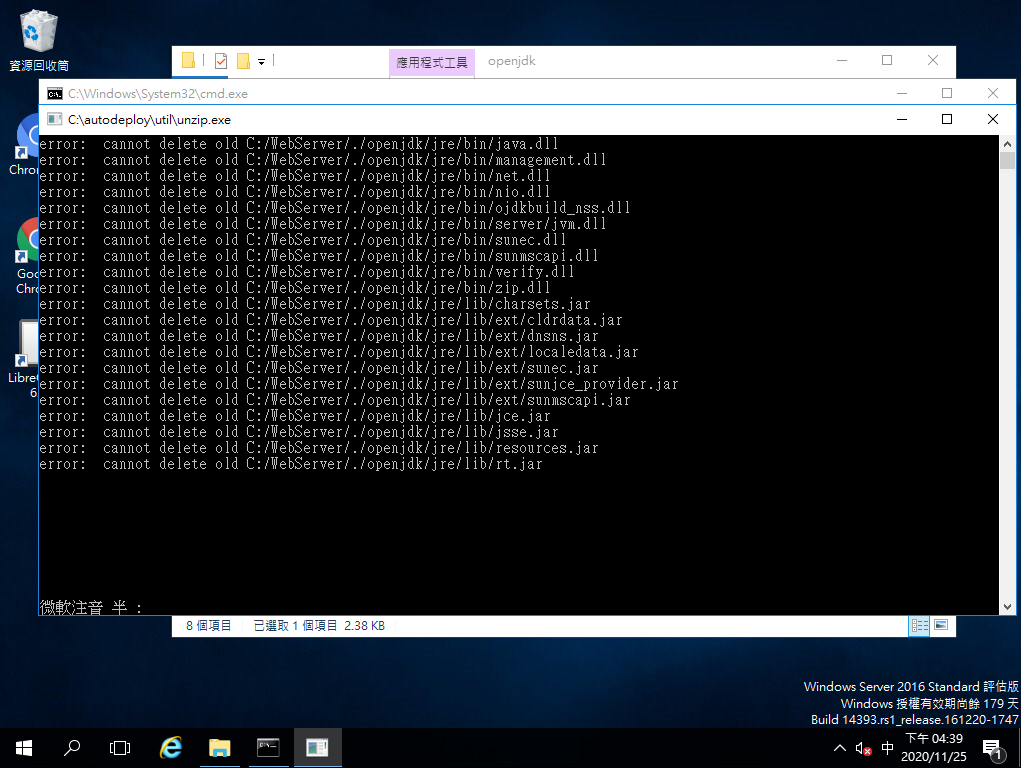 資源回收筒
應用程式工具 openjdk
C:\Windows\System32\cmd.exe
C:\autodeploy\util\unzip.exe
error:  cannot delete old C:/WebServer/./openjdk/jre/bin/java.dll
error:  cannot delete old C:/WebServer/./openjdk/jre/bin/management.dll
error:  cannot delete old C:/WebServer/./openjdk/jre/bin/net.dll
error:  cannot delete old C:/WebServer/./openjdk/jre/bin/nio.dll
error:  cannot delete old C:/WebServer/./openjdk/jre/bin/ojdkbuild_nss.dll
error:  cannot delete old C:/WebServer/./openjdk/jre/bin/server/jvm.dll
error:  cannot delete old C:/WebServer/./openjdk/jre/bin/sunec.dll
error:  cannot delete old C:/WebServer/./openjdk/jre/bin/sunmscapi.dll
error:  cannot delete old C:/WebServer/./openjdk/jre/bin/verify.dll
error:  cannot delete old C:/WebServer/./openjdk/jre/bin/zip.dll
error:  cannot delete old C:/WebServer/./openjdk/jre/lib/charsets.jar
error:  cannot delete old C:/WebServer/./openjdk/jre/lib/ext/cldrdata.jar
error:  cannot delete old C:/WebServer/./openjdk/jre/lib/ext/dnsns.jar
error:  cannot delete old C:/WebServer/./openjdk/jre/lib/ext/localedata.jar
error:  cannot delete old C:/WebServer/./openjdk/jre/lib/ext/sunec.jar
error:  cannot delete old C:/WebServer/./openjdk/jre/lib/ext/sunjce_provider.jar
error:  cannot delete old C:/WebServer/./openjdk/jre/lib/ext/sunmscapi.jar
error:  cannot delete old C:/WebServer/./openjdk/jre/lib/jce.jar
error:  cannot delete old C:/WebServer/./openjdk/jre/lib/jsse.jar
error:  cannot delete old C:/WebServer/./openjdk/jre/lib/resources.jar
error:  cannot delete old C:/WebServer/./openjdk/jre/lib/rt.jar
微軟注音 半 :
Chro
Goo
Chro
Libre
6
8 個項目 已選取 1 個項目 2.38 KB
Windows Server 2016 Standard 評估版
Windows 授權有效期尚餘 179 天
Build 14393.rs1_release.161220-1747
中
下午 04:39
2020/11/25
1